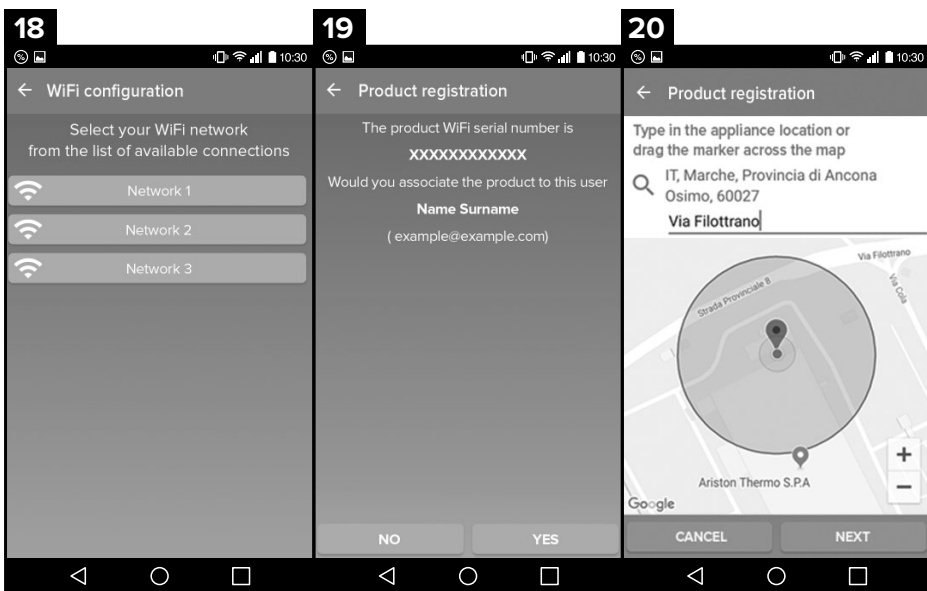 18
10:30
WiFi configuration
Select your WiFi network
from the list of available connections
Network 1
Network 2
Network 3
19
10:30
Product registration
The product WiFi serial number is
XXXXXXXXXXXX
Would you associate the product to this user
Name Surname
( example@example.com)
NO
YES
20
10:30
Product registration
Type in the appliance location or
drag the marker across the map
IT, Marche, Provincia di Ancona
Osimo, 60027
Via Filottrano
Via Filottrano
Via Cola
Strada Provinciale 8
Ariston Thermo S.P.A
Google
+
−
CANCEL
NEXT